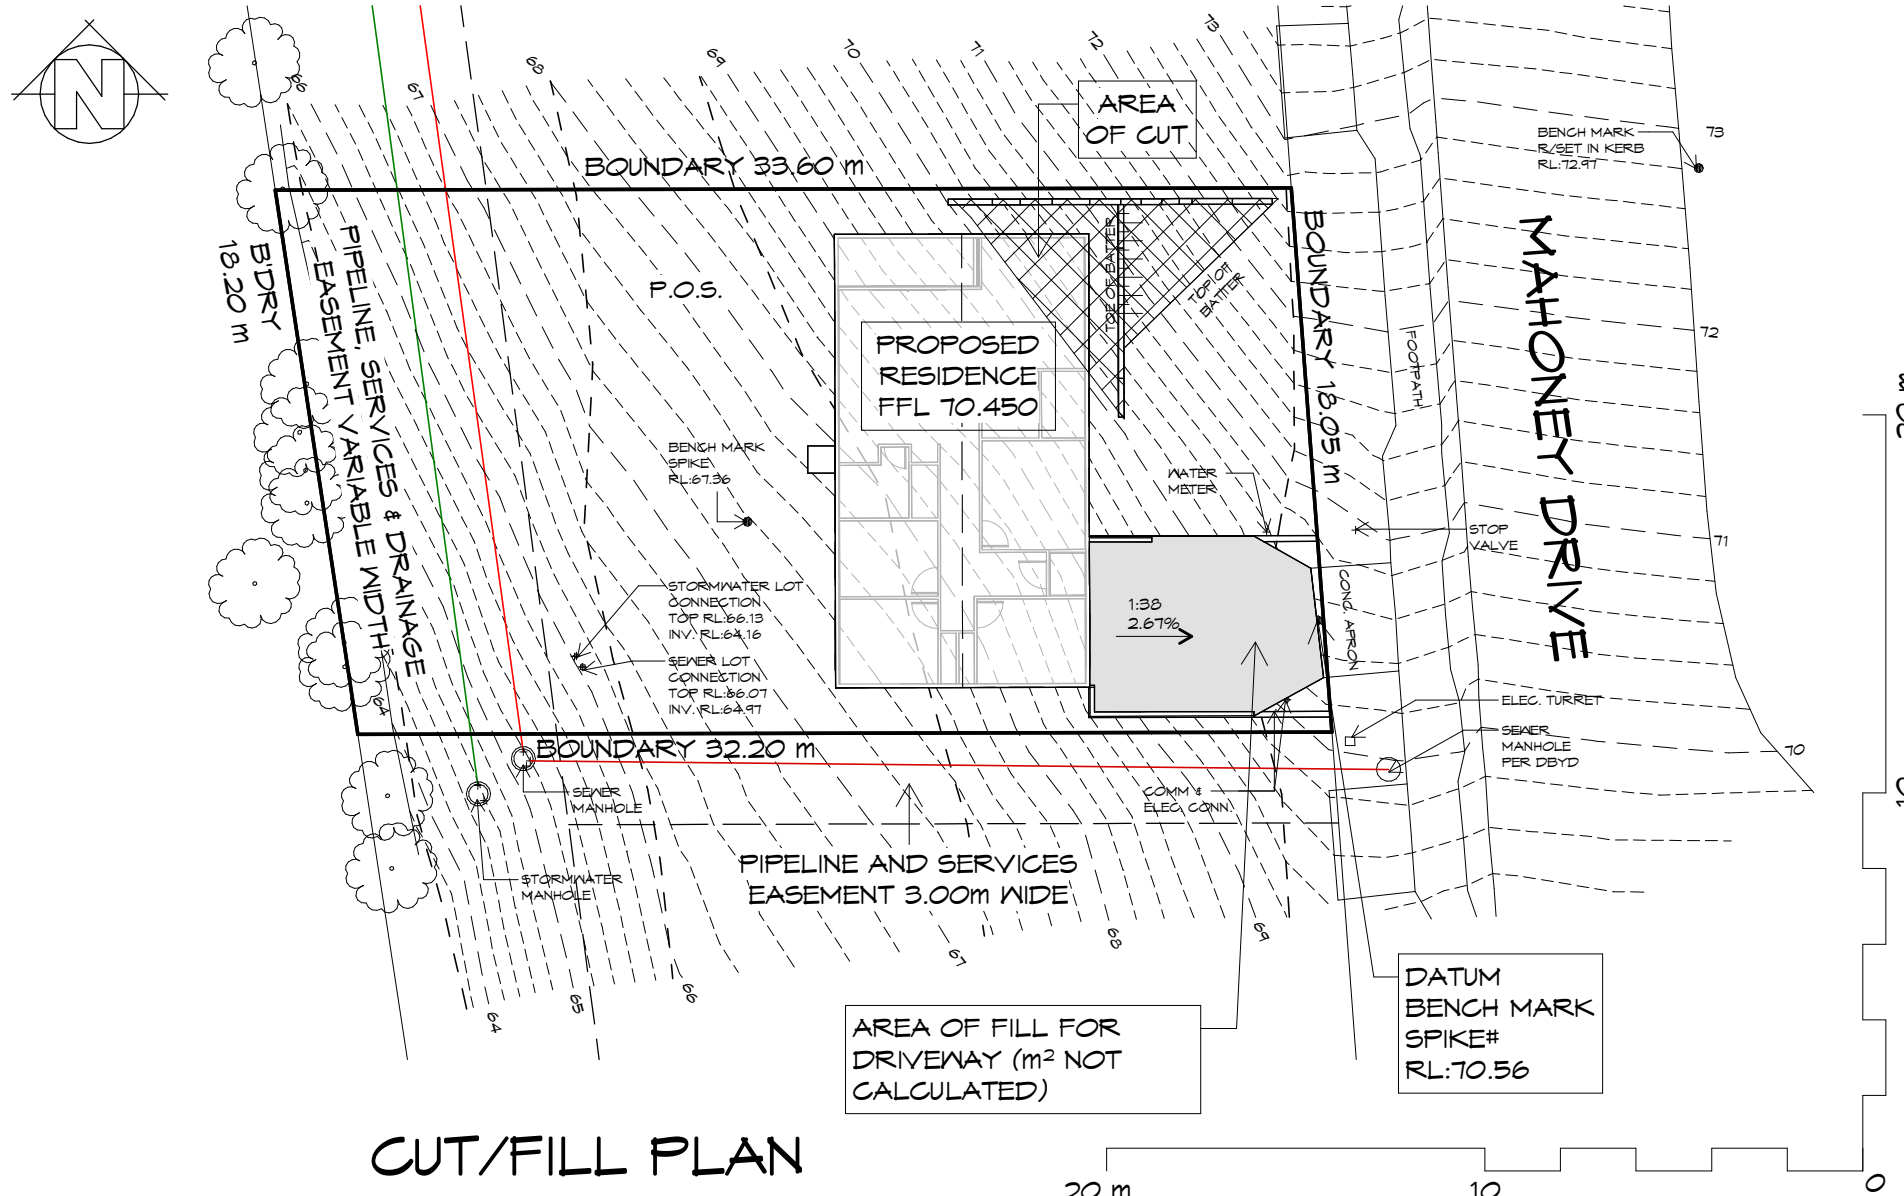 N
66
67
68
69
70
71
72
73
AREA
OF CUT
BENCH MARK
R/SET IN KERB
RL:72.97
73
BOUNDARY 33.60 m
B'DRY
18.20 m
PIPELINE, SERVICES & DRAINAGE
EASEMENT VARIABLE WIDTH
P.O.S.
TOE OF BATTER
TOP OF
BATTER
BOUNDARY 18.05 m
FOOTPATH
MAHONEY DRIVE
72
PROPOSED
RESIDENCE
FFL 70.450
BENCH MARK
SPIKE
RL:67.36
WATER
METER
STOP
VALVE
71
STORMWATER LOT
CONNECTION
TOP RL:66.13
INV. RL:64.16
1:38
2.67%
CONC. APRON
SEWER LOT
CONNECTION
TOP RL:66.07
INV. RL:64.97
64
ELEC. TURRET
SEWER
MANHOLE
PER DBYD
70
BOUNDARY 32.20 m
SEWER
MANHOLE
COMM &
ELEC. CONN.
STORMWATER
MANHOLE
PIPELINE AND SERVICES
EASEMENT 3.00m WIDE
64
65
66
67
68
69
AREA OF FILL FOR
DRIVEWAY (m² NOT
CALCULATED)
DATUM
BENCH MARK
SPIKE#
RL:70.56
CUT/FILL PLAN
20 m
10
0
10